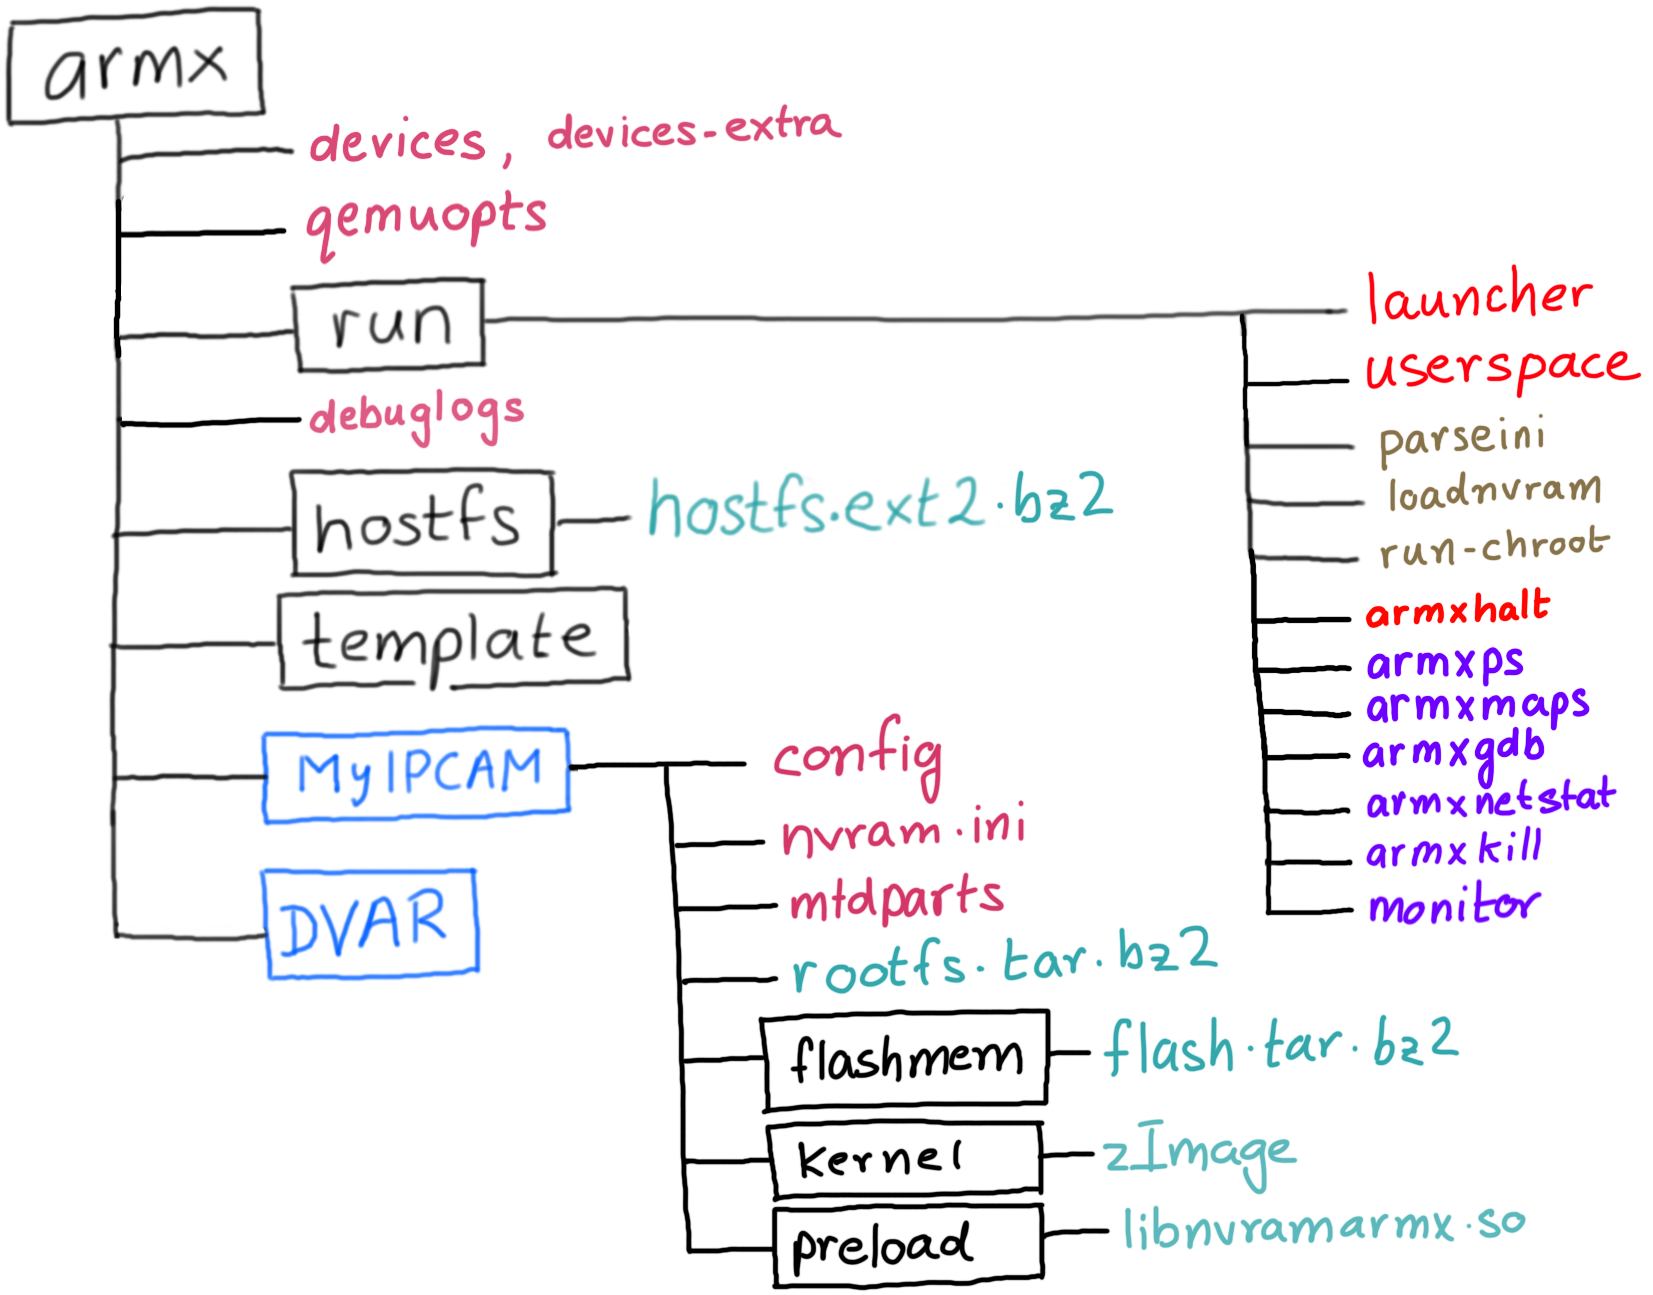 armx
devices, devices-extra
qemuopts
run
debuglogs
hostfs
hostfs.ext2.bz2
template
MyIPCAM
DVAR
launcher
userspace
parseini
loadnvram
run-chroot
armxhalt
armxps
armxmaps
armxgdb
armxnetstat
armxkill
monitor
config
nvram.ini
mtdparts
rootfs.tar.bz2
flashmem
flash.tar.bz2
kernel
zImage
preload
libnvramarmx.so